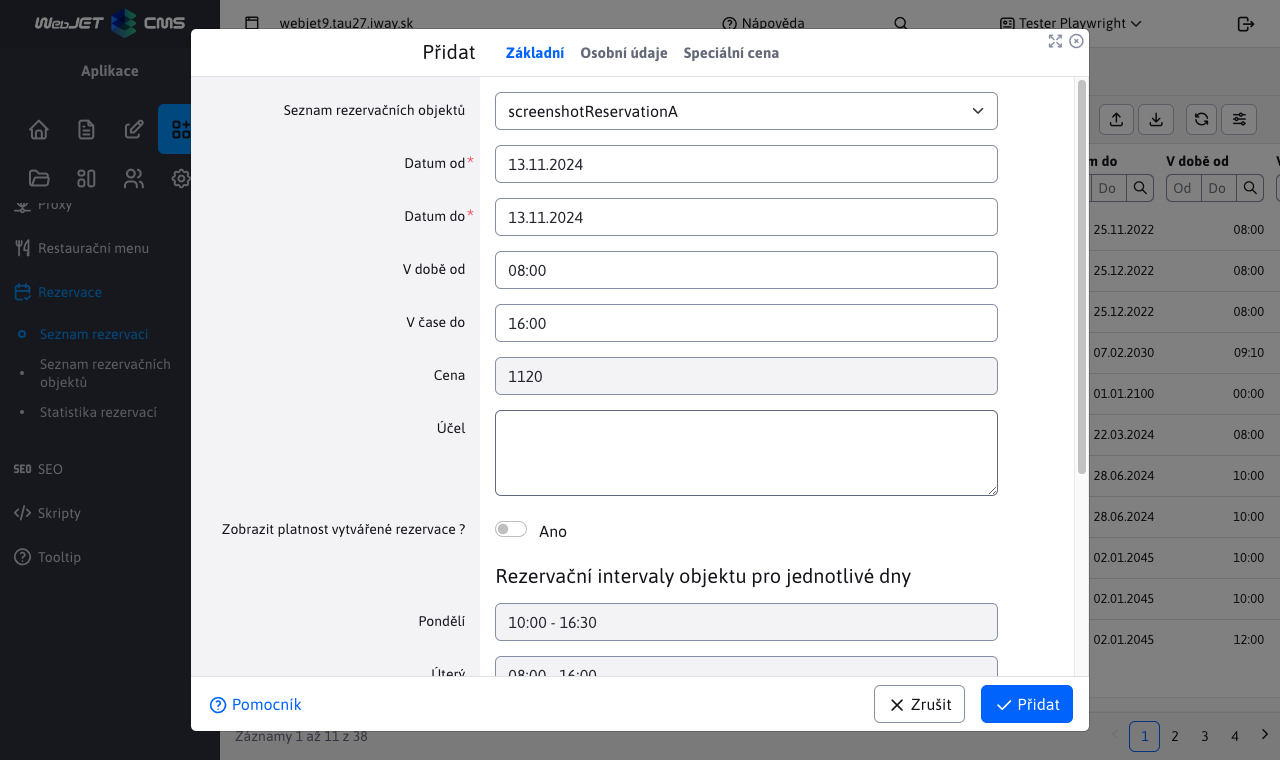 WebJET CMS
webjet9.tau27.iway.sk
Nápověda
Tester Playwright
Aplikace
Proxy
Restaurační menu
Rezervace
Seznam rezervací
Seznam rezervačních
objektů
Statistika rezervací
SEO SEO
Skripty
Tooltip
Přidat
Základní Osobní údaje Speciální cena
Seznam rezervačních objektů screenshotReservationA
Datum od* 13.11.2024
Datum do* 13.11.2024
V době od 08:00
V čase do 16:00
Cena 1120
Účel
Zobrazit platnost vytvářené rezervace ? Ano
Rezervační intervaly objektu pro jednotlivé dny
Pondělí 10:00 - 16:30
Úterý 08:00 - 16:00
Pomocník Zrušit Přidat
m do V době od
Do Od Do
25.11.2022 08:00
25.12.2022 08:00
25.12.2022 08:00
07.02.2030 09:10
01.01.2100 00:00
22.03.2024 08:00
28.06.2024 10:00
28.06.2024 10:00
02.01.2045 10:00
02.01.2045 10:00
02.01.2045 12:00
Záznamy 1 až 11 z 38
1 2 3 4